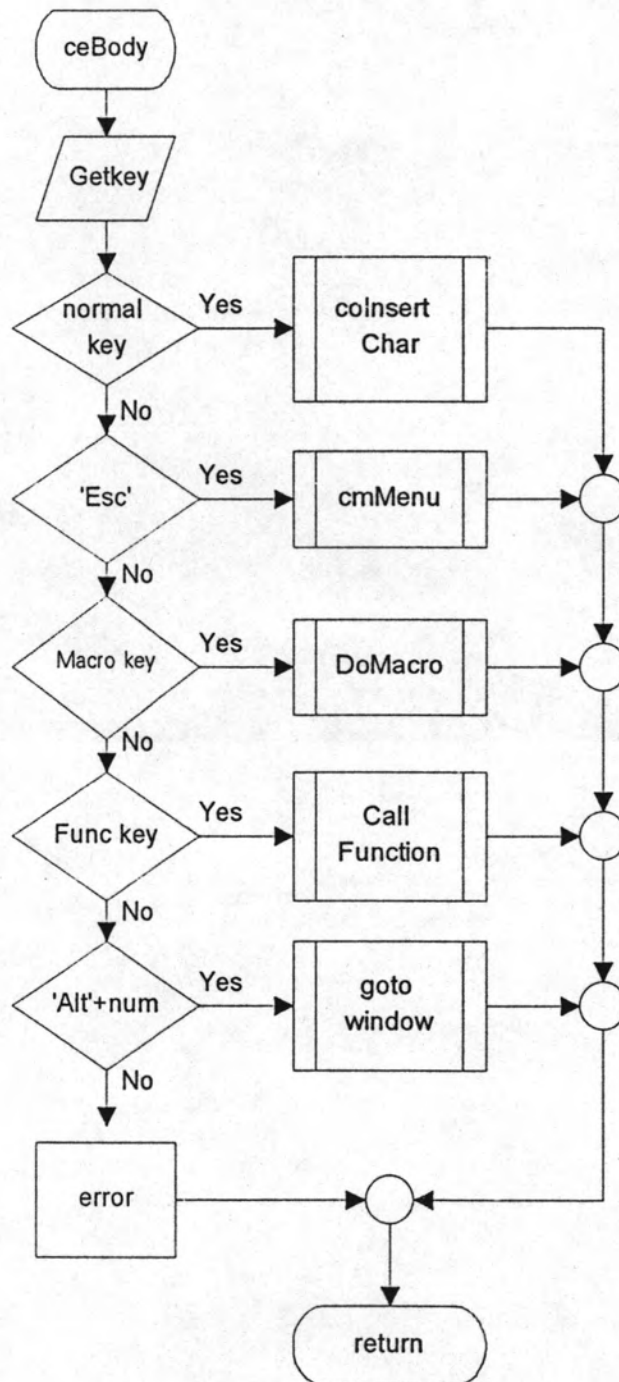 ceBody
Getkey
normal
key
Yes
coInsert
Char
No
'Esc'
Yes
cmMenu
No
Macro key
Yes
DoMacro
No
Func key
Yes
Call
Function
No
'Alt'+num
Yes
goto
window
No
error
return